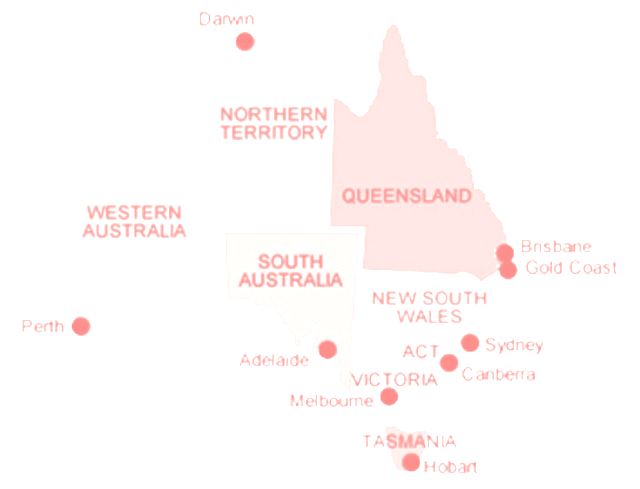 Darwin
NORTHERN
TERRITORY
QUEENSLAND
WESTERN
AUSTRALIA
Brisbane
SOUTH
AUSTRALIA
Gold Coast
NEW SOUTH
WALES
Perth
Sydney
ACT
Adelaide
Canberra
VICTORIA
Melbourne
TASMANIA
Hobart